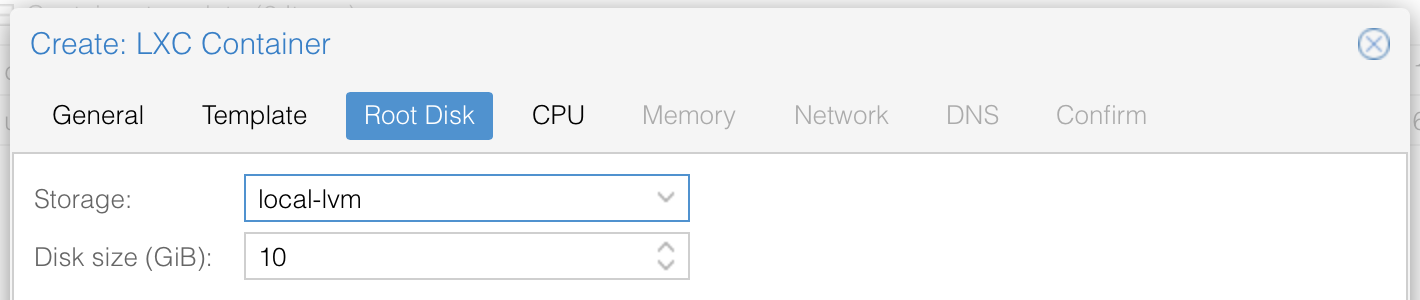 Create: LXC Container
General Template Root Disk CPU Memory Network DNS Confirm
Storage: local-lvm
Disk size (GiB): 10